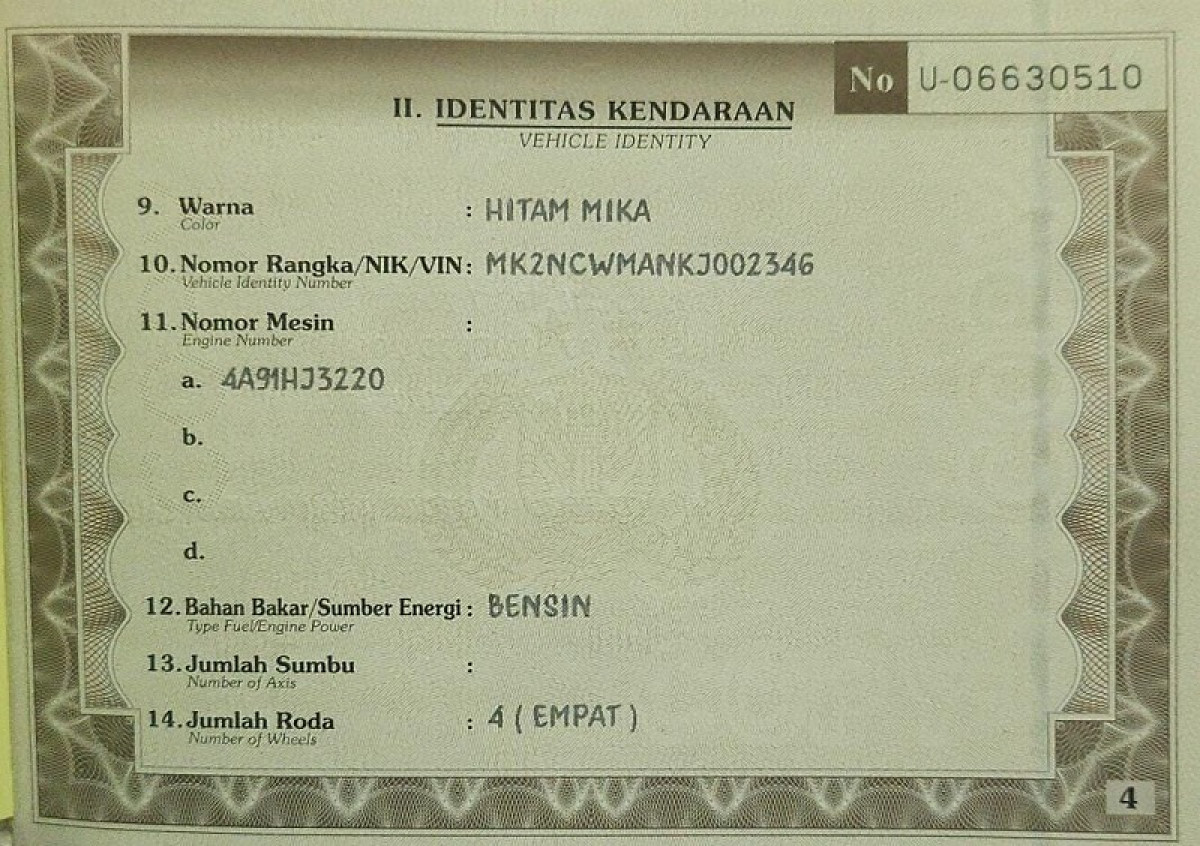 No U-06630510
II. IDENTITAS KENDARAAN
VEHICLE IDENTITY
9. Warna : HITAM MIKA
Color
10. Nomor Rangka/NIK/VIN: MK2NCWMANKJ002346
Vehicle Identity Number
11. Nomor Mesin :
Engine Number
a. 4A91HJ3220
b.
c.
d.
12. Bahan Bakar/Sumber Energi : BENSIN
Type Fuel/Engine Power
13. Jumlah Sumbu :
Number of Axis
14. Jumlah Roda : 4 ( EMPAT )
Number of Wheels
4